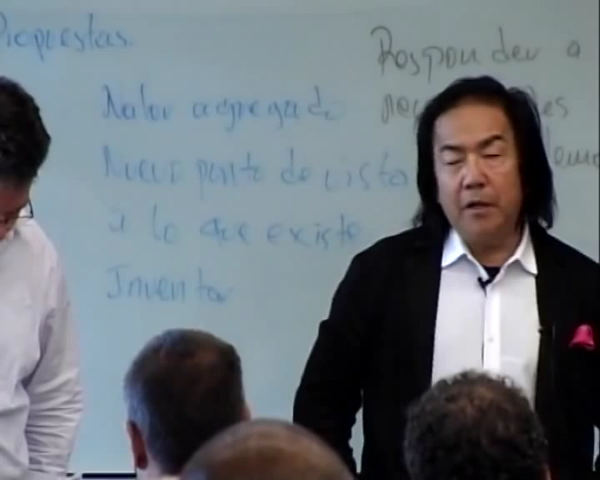 Propuestas
Valor agregado
Nuevo punto de vista
a lo que existe
Inventar
Responder a